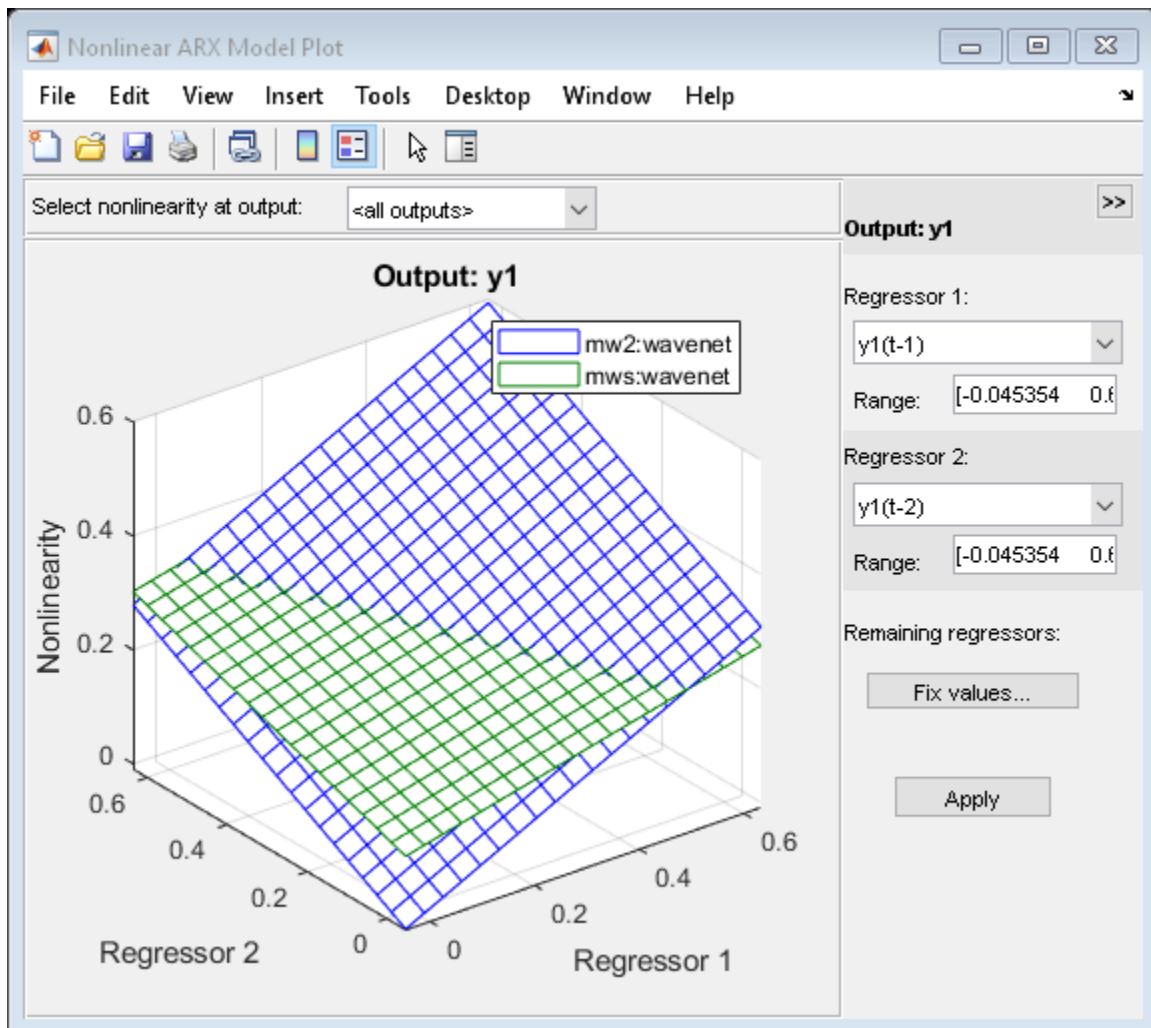 Nonlinear ARX Model Plot
File Edit View Insert Tools Desktop Window Help
Select nonlinearity at output: <all outputs>
>>
Output: y1
Output: y1
mw2:wavenet
mws:wavenet
Nonlinearity
0.6
0.4
0.2
0
0.6
0.4
0.2
0
Regressor 2
0
0.2
0.4
0.6
Regressor 1
Regressor 1:
y1(t-1)
Range: [-0.045354
Regressor 2:
y1(t-2)
Range: [-0.045354
Remaining regressors:
Fix values...
Apply